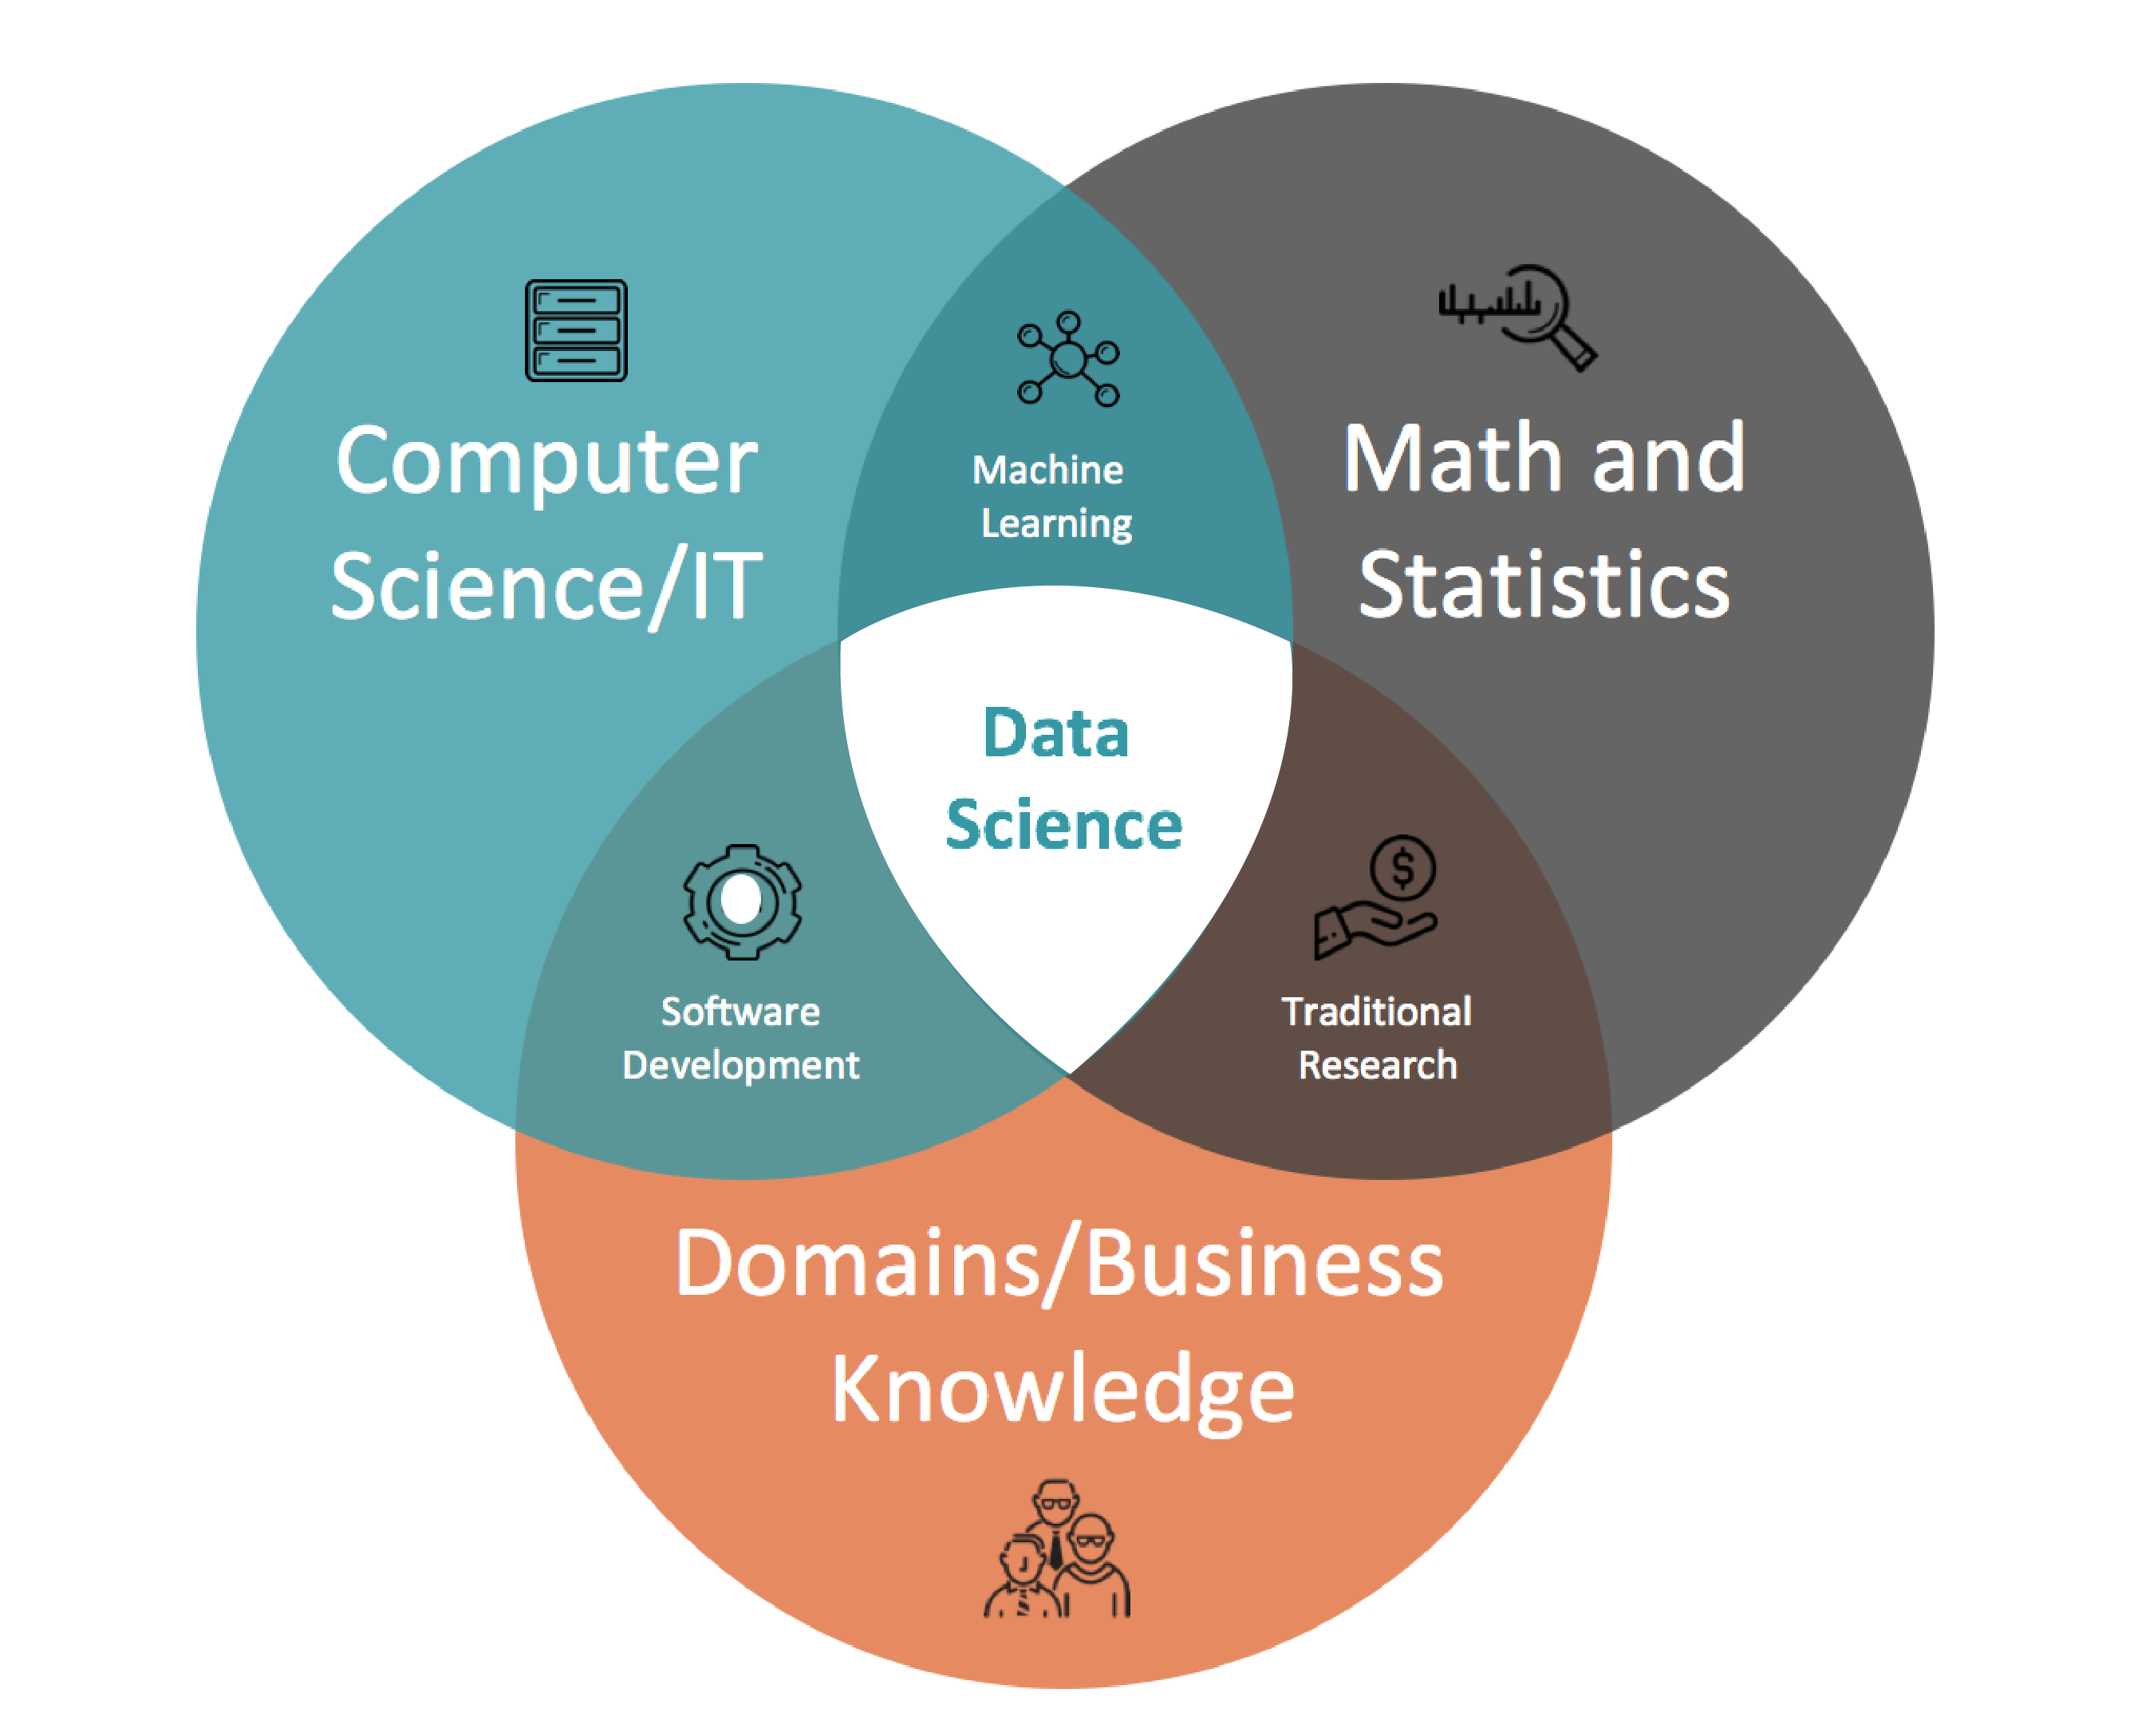 Computer
Science/IT
Machine
Learning
Math and
Statistics
Data
Science
Software
Development
$
Traditional
Research
Domains/Business
Knowledge